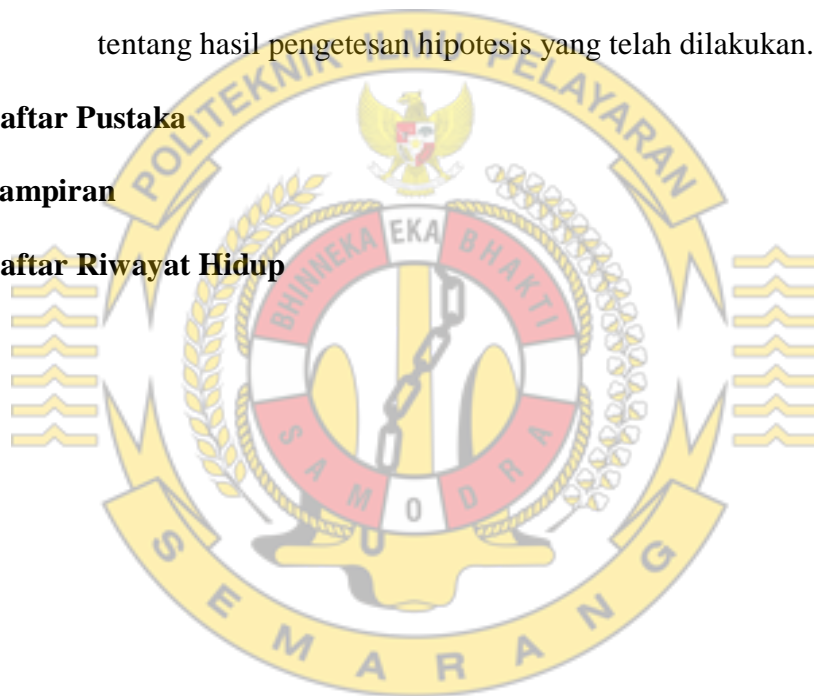 tentang hasil pengetesan hipotesis yang telah dilakukan.
aftar Pustaka
ampiran
aftar Riwayat Hidup
POLITEKNIK ILMU PELAYARAN
BHINNEKA EKA BHAKTI
SAMODRA
SEMARANG